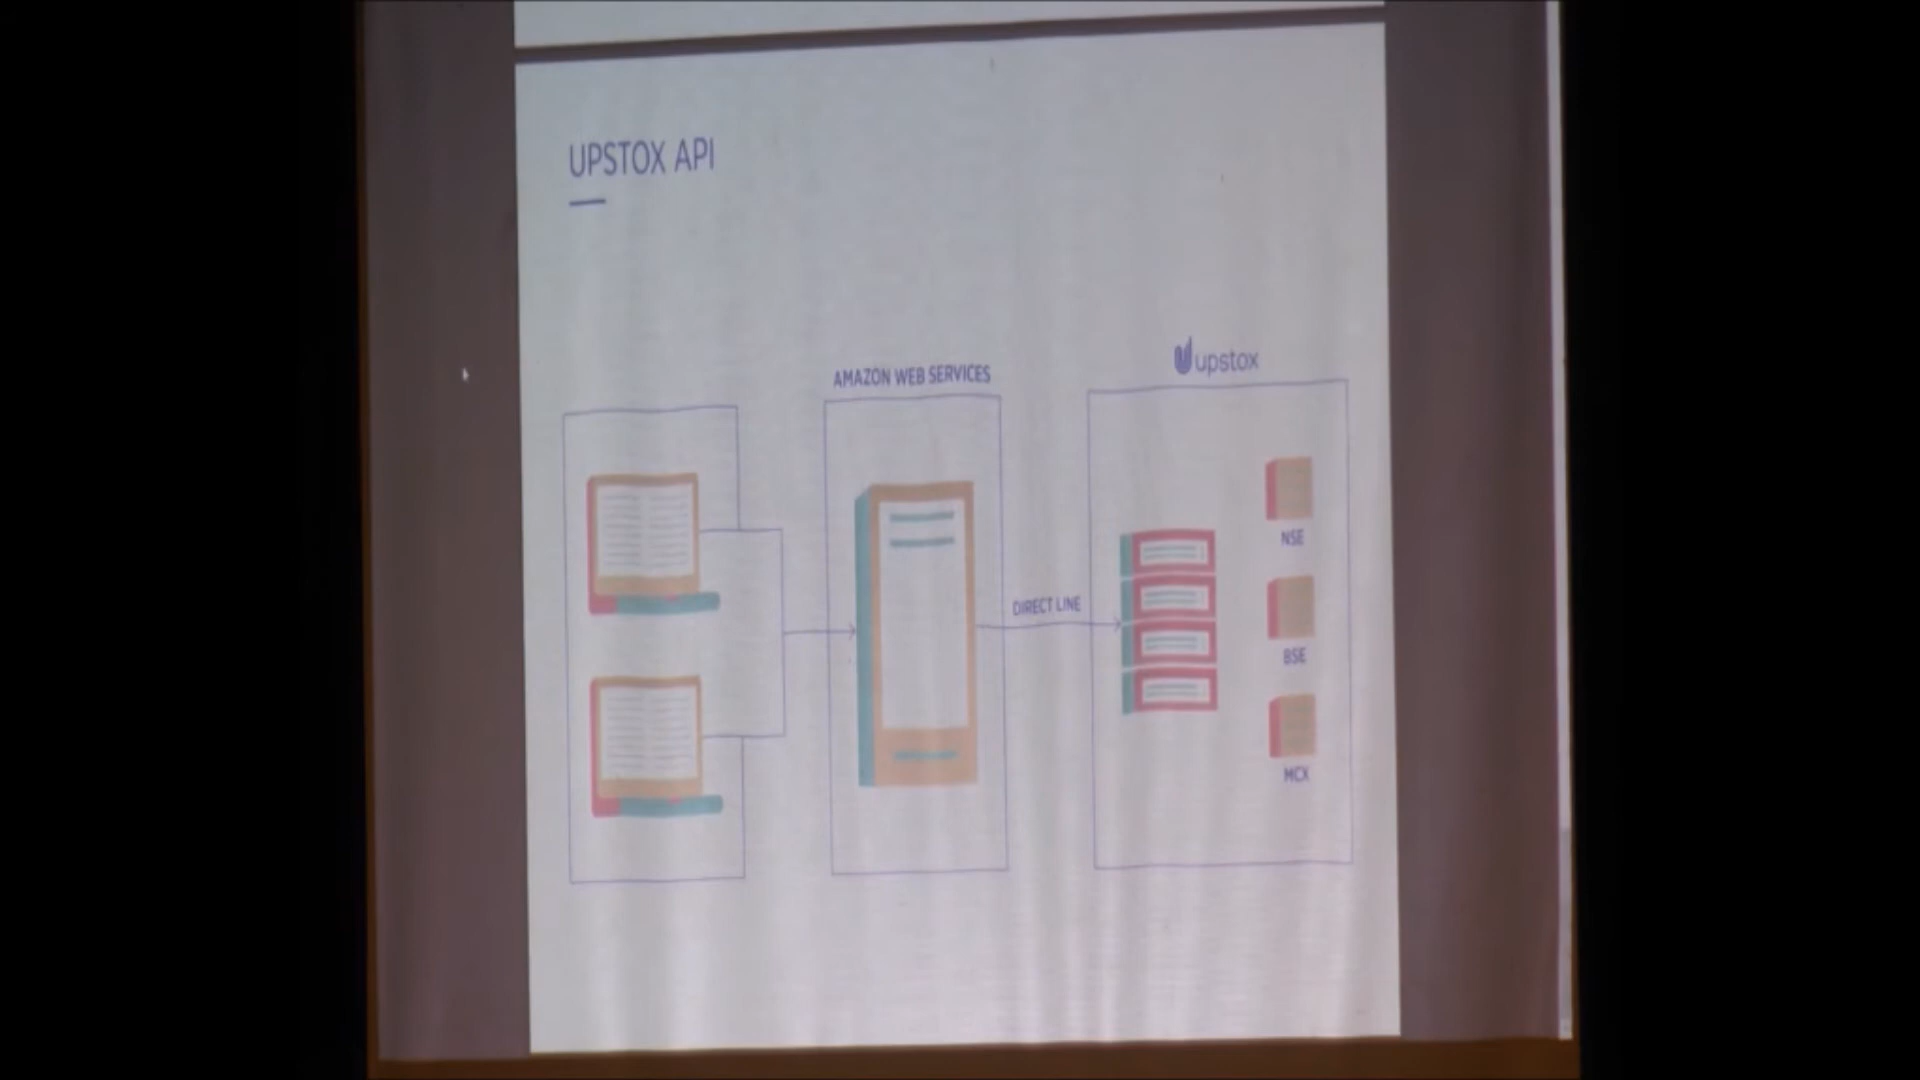 UPSTOX API
AMAZON WEB SERVICES
upstox
DIRECT LINE
NSE
BSE
MCX